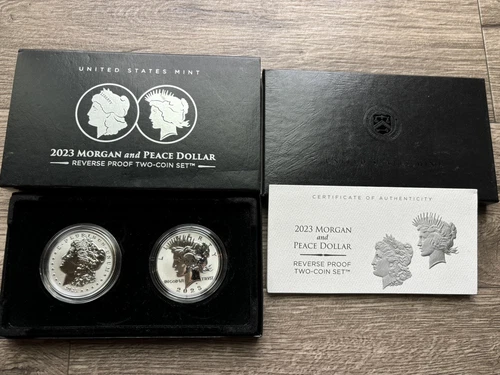 UNITED STATES MINT
2023 MORGAN and PEACE DOLLAR
REVERSE PROOF TWO-COIN SET™
CERTIFICATE OF AUTHENTICITY
2023 MORGAN
and
PEACE DOLLAR
REVERSE PROOF
TWO-COIN SET™
2023